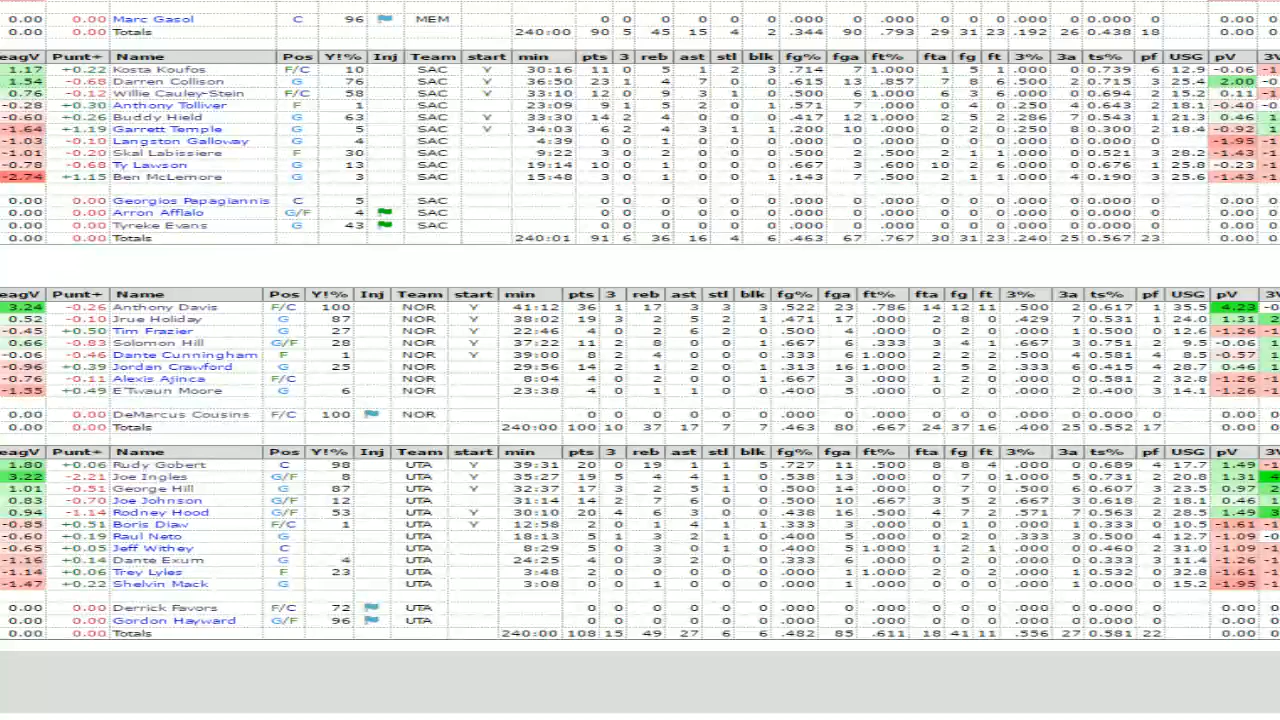 0.00 0.00 Marc Gasol C 96 MEM 0 0 0 0 0 0 .000 0 .000 0 0 0 .000 0 0.000 0 0.00 0.00
0.00 0.00 Totals 240:00 90 5 45 15 4 2 .344 90 .793 29 31 23 .192 26 0.438 18 0.00 0.00
eagV Punt+ Name Pos Y!% Inj Team start min pts 3 reb ast stl blk fg% fga ft% fta fg ft 3% 3a ts% pf USG pV 3V
1.17 +0.22 Kosta Koufos F/C 10 SAC Y 30:16 11 0 5 1 2 3 .714 7 1.000 1 5 1 .000 0 0.739 6 12.9 -0.06 -1
1.54 -0.68 Darren Collison G 76 SAC Y 36:50 23 1 4 7 0 0 .615 13 .857 7 8 6 .500 2 0.715 3 25.4 2.00 -0
0.76 -0.12 Willie Cauley-Stein F/C 58 SAC Y 33:10 12 0 9 3 1 0 .500 6 1.000 6 3 6 .000 0 0.694 2 15.2 0.11 -1
-0.28 +0.30 Anthony Tolliver F 1 SAC 23:09 9 1 5 2 0 1 .571 7 .000 0 4 0 .250 4 0.643 2 18.1 -0.40 -0
-0.60 +0.26 Buddy Hield G 63 SAC Y 33:30 14 2 4 0 0 0 .417 12 1.000 2 5 2 .286 7 0.543 1 21.3 0.46
-1.64 +1.19 Garrett Temple G 5 SAC Y 34:03 6 2 4 3 1 1 .200 10 .000 0 2 0 .250 8 0.300 2 18.4 -0.92 1
-1.03 -0.10 Langston Galloway G 4 SAC 4:39 0 0 1 0 0 0 .000 0 .000 0 0 0 .000 0 0.000 0 -1.95 -1
-1.01 -0.20 Skal Labissiere F 30 SAC 9:22 3 0 2 0 0 0 .500 2 .500 2 1 1 .000 0 0.521 3 28.2 -1.43 -1
-0.78 -0.68 Ty Lawson G 13 SAC 19:14 10 0 1 0 0 0 .667 3 .600 10 2 6 .000 0 0.676 1 25.8 -0.23 -1
-2.74 +1.15 Ben McLemore G 3 SAC 15:48 3 0 1 0 0 1 .143 7 .500 2 1 1 .000 4 0.190 3 25.6 -1.43 -1
0.00 0.00 Georgios Papagiannis C 5 SAC 0 0 0 0 0 0 .000 0 .000 0 0 0 .000 0 0.000 0 0.00 0.00
0.00 0.00 Arron Afflalo G/F 4 SAC 0 0 0 0 0 0 .000 0 .000 0 0 0 .000 0 0.000 0 0.00 0.00
0.00 0.00 Tyreke Evans G 43 SAC 0 0 0 0 0 0 .000 0 .000 0 0 0 .000 0 0.000 0 0.00 0.00
0.00 0.00 Totals 240:01 91 6 36 16 4 6 .463 67 .767 30 31 23 .240 25 0.567 23 0.00 0.00
eagV Punt+ Name Pos Y!% Inj Team start min pts 3 reb ast stl blk fg% fga ft% fta fg ft 3% 3a ts% pf USG pV 3V
3.24 -0.26 Anthony Davis F/C 100 NOR Y 41:12 36 1 17 3 3 3 .522 23 .786 14 12 11 .500 2 0.617 1 35.5 4.23 -0
0.52 -0.10 Jrue Holiday G 87 NOR Y 38:02 19 3 2 5 2 1 .471 17 .000 0 8 0 .429 7 0.531 1 24.0 1.31 2
-0.45 +0.50 Tim Frazier G 27 NOR Y 22:46 4 0 2 6 2 0 .500 4 .000 0 2 0 .000 1 0.500 0 12.6 -1.26 -1
0.66 -0.83 Solomon Hill G/F 28 NOR Y 37:22 11 2 8 0 0 1 .667 6 .333 3 4 1 .667 3 0.751 2 9.5 -0.06 1
-0.06 -0.46 Dante Cunningham F 1 NOR Y 39:00 8 2 4 0 0 0 .333 6 1.000 2 2 2 .500 4 0.581 4 8.5 -0.57 1
-0.96 +0.39 Jordan Crawford G 25 NOR 29:56 14 2 1 2 0 1 .313 16 1.000 2 5 2 .333 6 0.415 4 28.7 0.46 1
-0.76 -0.11 Alexis Ajinca F/C NOR 8:04 4 0 2 0 0 1 .667 3 .000 1 2 0 .000 0 0.581 2 32.8 -1.26 -1
-1.35 +0.49 E'Twaun Moore G 6 NOR 23:38 4 0 1 1 0 0 .400 5 .000 0 2 0 .000 2 0.400 3 11.1 -1.26 -1
0.00 0.00 DeMarcus Cousins F/C 100 NOR 0 0 0 0 0 0 .000 0 .000 0 0 0 .000 0 0.000 0 0.00 0.00
0.00 0.00 Totals 240:00 100 10 37 17 7 7 .463 80 .667 24 37 16 .400 25 0.552 17 0.00 0.00
eagV Punt+ Name Pos Y!% Inj Team start min pts 3 reb ast stl blk fg% fga ft% fta fg ft 3% 3a ts% pf USG pV 3V
1.80 +0.06 Rudy Gobert C 98 UTA Y 39:31 20 0 19 1 1 5 .727 11 .500 8 8 4 .000 0 0.689 4 17.7 1.49 -1
3.22 -2.21 Joe Ingles G/F 8 UTA Y 35:27 19 5 4 4 1 0 .538 13 .000 0 7 0 1.000 5 0.731 2 20.8 1.31 4
1.01 -0.51 George Hill G 87 UTA Y 32:37 17 3 2 5 1 0 .500 14 .000 0 7 0 .500 6 0.607 3 23.5 0.97 2
0.83 -0.70 Joe Johnson G/F 12 UTA 31:14 14 2 7 6 0 0 .500 10 .667 3 5 2 .667 3 0.618 2 18.1 0.46 1
0.94 -1.14 Rodney Hood G/F 53 UTA Y 30:10 20 4 6 3 0 0 .438 16 .500 4 7 2 .571 7 0.563 2 28.5 1.49 3
-0.85 +0.51 Boris Diaw F/C 1 UTA Y 12:58 2 0 1 4 1 1 .333 3 .000 0 1 0 .000 1 0.333 0 10.5 -1.61 -1
-0.60 +0.19 Raul Neto G UTA 18:13 5 1 3 2 1 0 .400 5 .000 0 2 0 .333 3 0.500 4 12.7 -1.09 -0
-0.65 +0.05 Jeff Withey C UTA 8:29 5 0 3 0 1 0 .400 5 1.000 1 2 1 .000 0 0.460 2 31.0 -1.09 -1
-1.16 +0.14 Dante Exum G 4 UTA 24:25 4 0 3 2 0 0 .333 6 .000 0 2 0 .000 1 0.333 3 11.4 -1.26 -1
-1.14 +0.06 Trey Lyles F 23 UTA 3:48 2 0 0 0 0 0 .000 1 1.000 2 0 2 .000 1 0.532 0 32.8 -1.61 -1
-1.47 +0.22 Shelvin Mack G UTA 3:08 0 0 1 0 0 0 .000 1 .000 0 0 0 .000 1 0.000 0 15.2 -1.95 -1
0.00 0.00 Derrick Favors F/C 72 UTA 0 0 0 0 0 0 .000 0 .000 0 0 0 .000 0 0.000 0 0.00 0.00
0.00 0.00 Gordon Hayward G/F 96 UTA 0 0 0 0 0 0 .000 0 .000 0 0 0 .000 0 0.000 0 0.00 0.00
0.00 0.00 Totals 240:00 108 15 49 27 6 6 .482 85 .611 18 41 11 .556 27 0.581 22 0.00 0.00